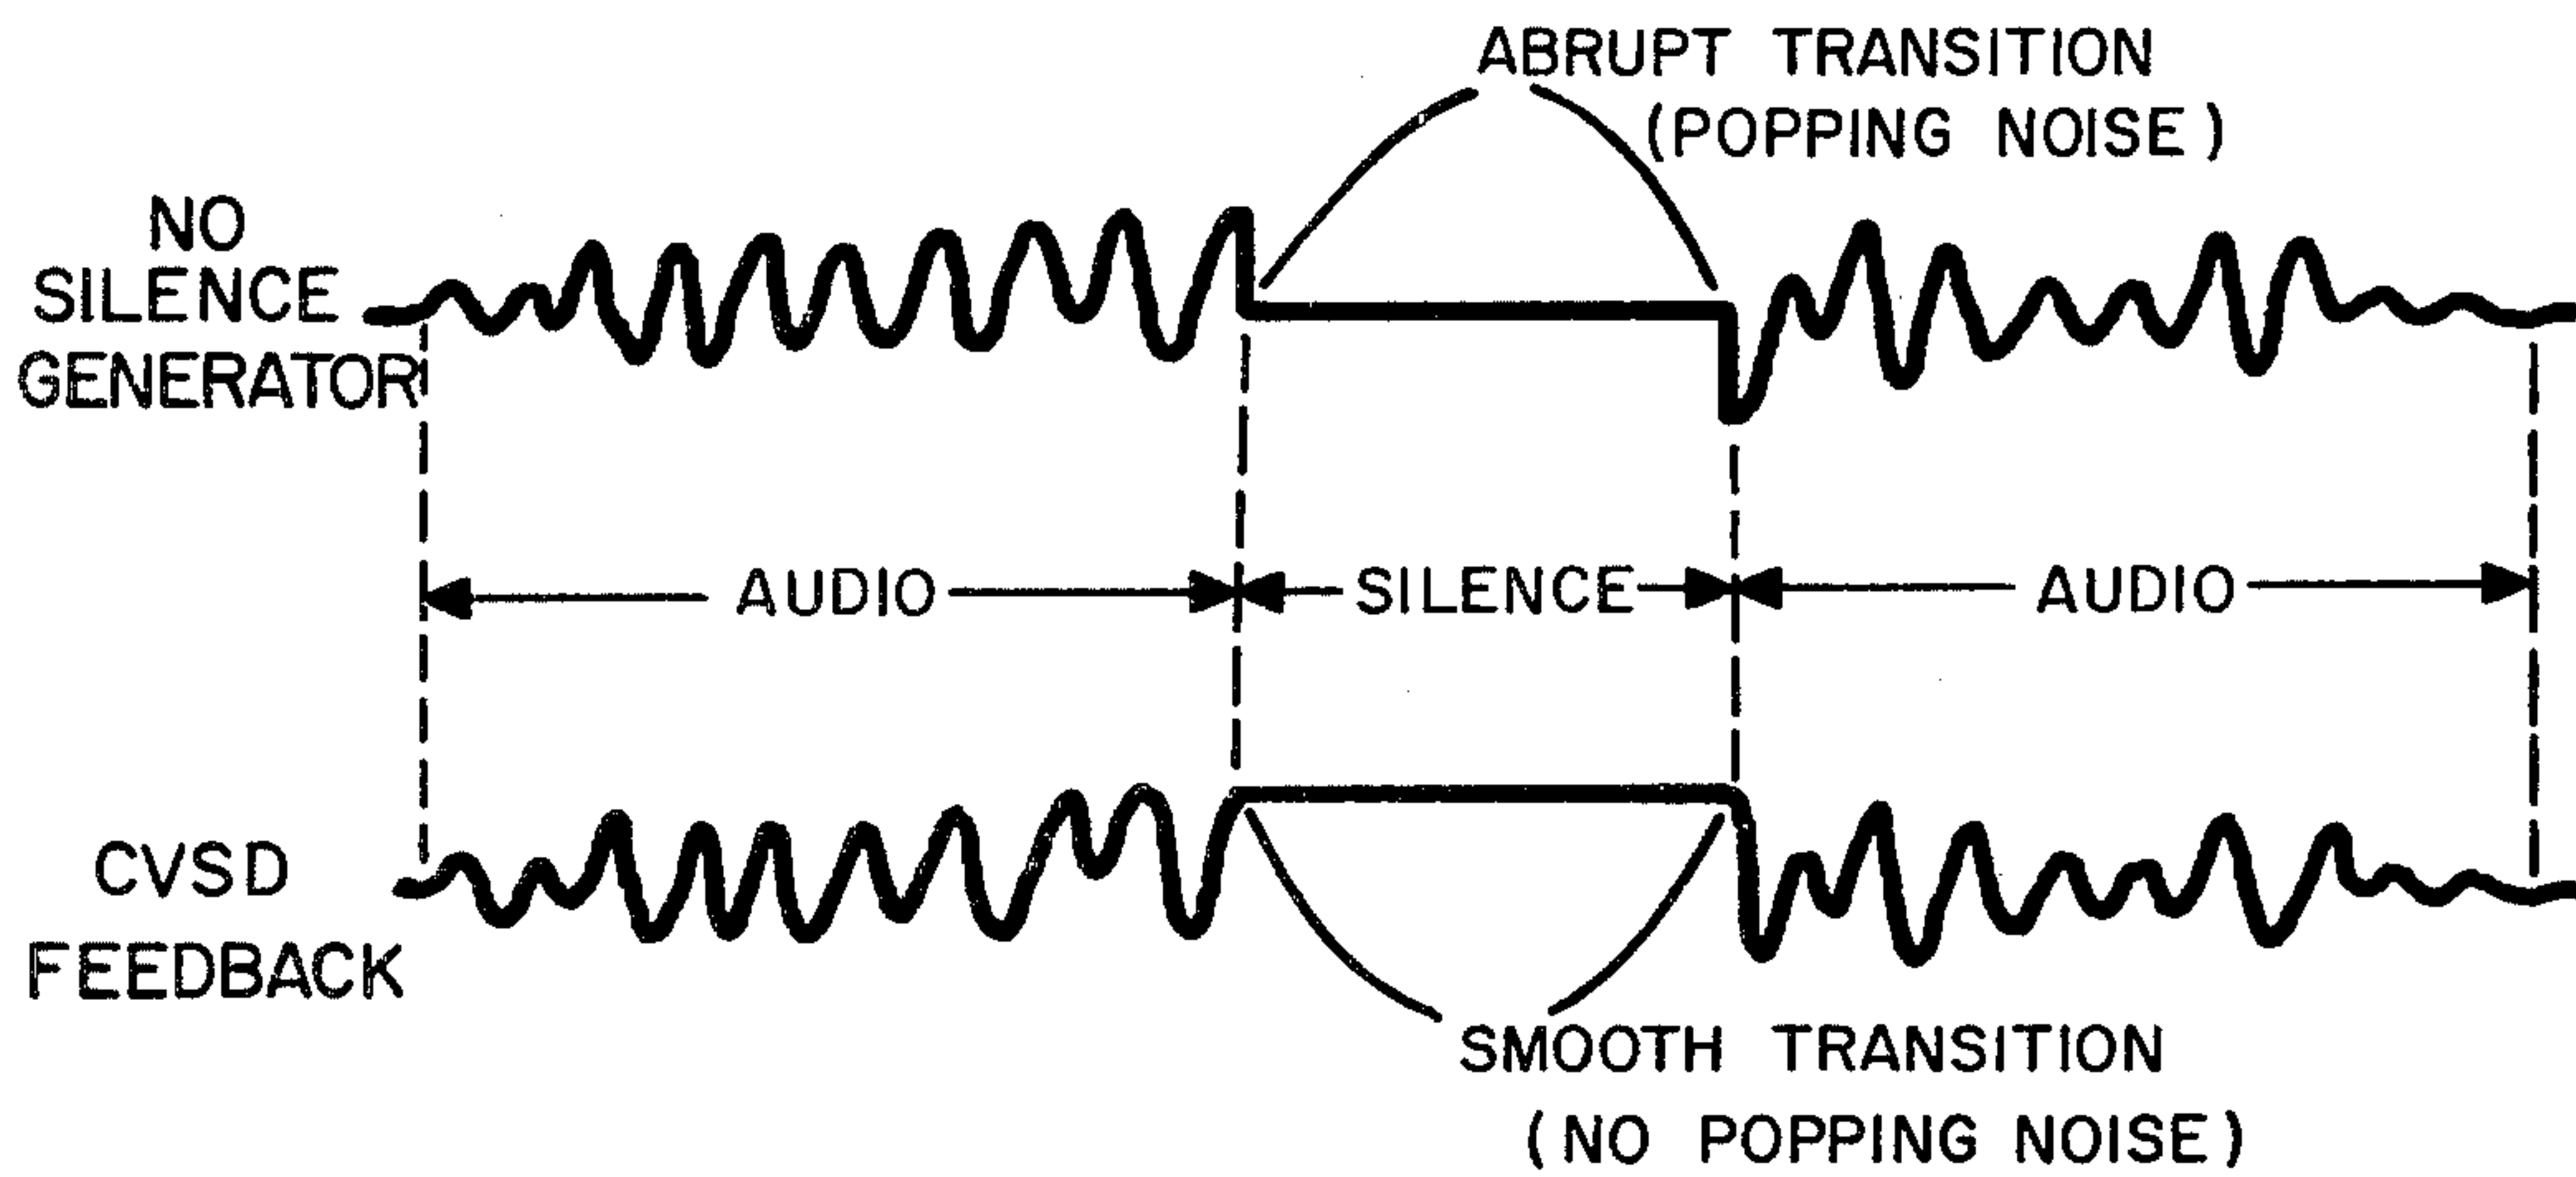 ABRUPT TRANSITION
(POPPING NOISE)
NO
SILENCE
GENERATOR
AUDIO
SILENCE
AUDIO
CVSD
FEEDBACK
SMOOTH TRANSITION
(NO POPPING NOISE)